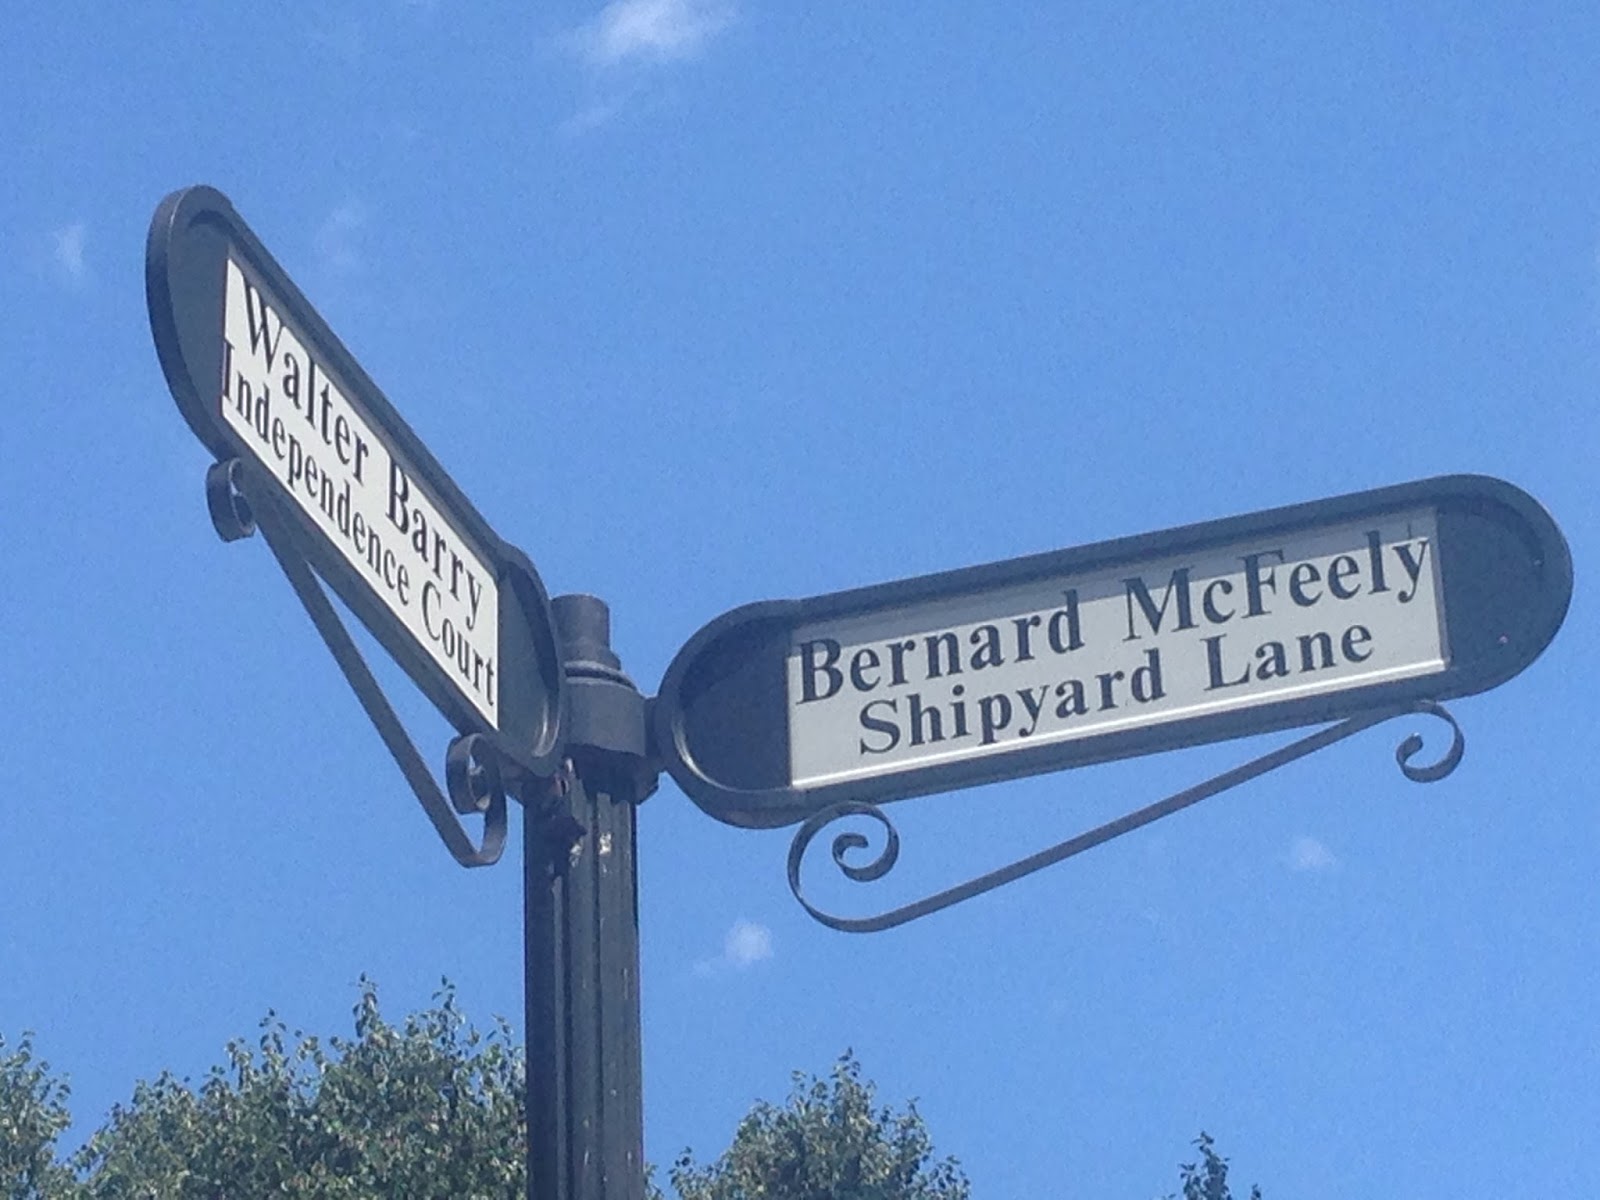 Walter Barry
Independence Court
Bernard McFeely
Shipyard Lane